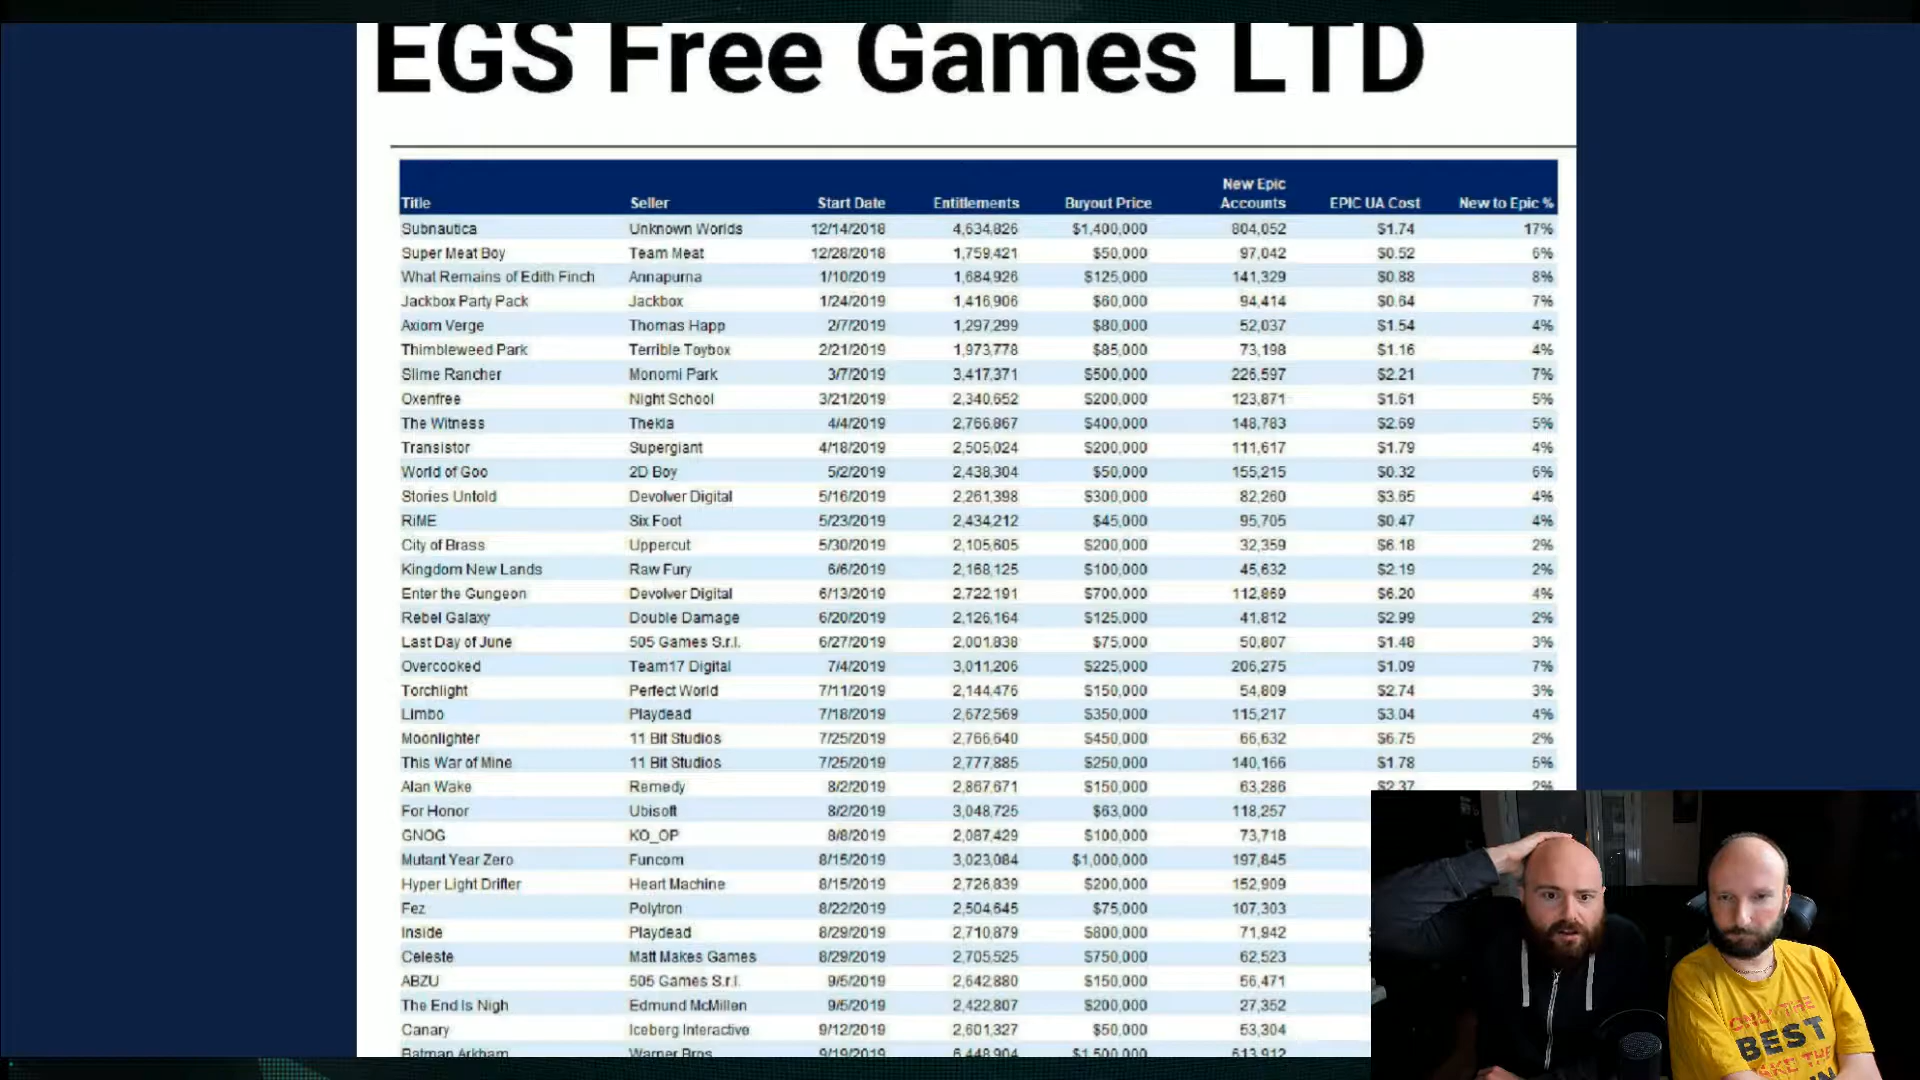 EGS Free Games LTD
Title Seller Start Date Entitlements Buyout Price New Epic Accounts EPIC UA Cost New to Epic %
Subnautica Unknown Worlds 12/14/2018 4,634,826 $1,400,000 804,052 $1.74 17%
Super Meat Boy Team Meat 12/28/2018 1,759,421 $50,000 97,042 $0.52 6%
What Remains of Edith Finch Annapurna 1/10/2019 1,684,926 $125,000 141,329 $0.88 8%
Jackbox Party Pack Jackbox 1/24/2019 1,416,906 $60,000 94,414 $0.64 7%
Axiom Verge Thomas Happ 2/7/2019 1,297,299 $80,000 52,037 $1.54 4%
Thimbleweed Park Terrible Toybox 2/21/2019 1,973,778 $85,000 73,198 $1.16 4%
Slime Rancher Monomi Park 3/7/2019 3,417,371 $500,000 226,597 $2.21 7%
Oxenfree Night School 3/21/2019 2,340,652 $200,000 123,871 $1.61 5%
The Witness Thekla 4/4/2019 2,766,867 $400,000 148,783 $2.69 5%
Transistor Supergiant 4/18/2019 2,505,024 $200,000 111,617 $1.79 4%
World of Goo 2D Boy 5/2/2019 2,438,304 $50,000 155,215 $0.32 6%
Stories Untold Devolver Digital 5/16/2019 2,261,398 $300,000 82,260 $3.65 4%
RiME Six Foot 5/23/2019 2,434,212 $45,000 95,705 $0.47 4%
City of Brass Uppercut 5/30/2019 2,105,605 $200,000 32,359 $6.18 2%
Kingdom New Lands Raw Fury 6/6/2019 2,168,125 $100,000 45,632 $2.19 2%
Enter the Gungeon Devolver Digital 6/13/2019 2,722,191 $700,000 112,869 $6.20 4%
Rebel Galaxy Double Damage 6/20/2019 2,126,164 $125,000 41,812 $2.99 2%
Last Day of June 505 Games S.r.l. 6/27/2019 2,001,838 $75,000 50,807 $1.48 3%
Overcooked Team17 Digital 7/4/2019 3,011,206 $225,000 206,275 $1.09 7%
Torchlight Perfect World 7/11/2019 2,144,476 $150,000 54,809 $2.74 3%
Limbo Playdead 7/18/2019 2,672,569 $350,000 115,217 $3.04 4%
Moonlighter 11 Bit Studios 7/25/2019 2,766,640 $450,000 66,632 $6.75 2%
This War of Mine 11 Bit Studios 7/25/2019 2,777,885 $250,000 140,166 $1.78 5%
Alan Wake Remedy 8/2/2019 2,867,671 $150,000 63,286 $2.37 2%
For Honor Ubisoft 8/2/2019 3,048,725 $63,000 118,257
GNOG KO_OP 8/8/2019 2,087,429 $100,000 73,718
Mutant Year Zero Funcom 8/15/2019 3,023,084 $1,000,000 197,845
Hyper Light Drifter Heart Machine 8/15/2019 2,726,839 $200,000 152,909
Fez Polytron 8/22/2019 2,504,645 $75,000 107,303
Inside Playdead 8/29/2019 2,710,879 $800,000 71,942
Celeste Matt Makes Games 8/29/2019 2,705,525 $750,000 62,523
ABZU 505 Games S.r.l. 9/5/2019 2,642,880 $150,000 56,471
The End Is Nigh Edmund McMillen 9/5/2019 2,422,807 $200,000 27,352
Canary Iceberg Interactive 9/12/2019 2,601,327 $50,000 53,304
Batman Arkham Warner Bros 9/19/2019 6,448,904 $1,500,000 613,912
ONLY THE
BEST
THE